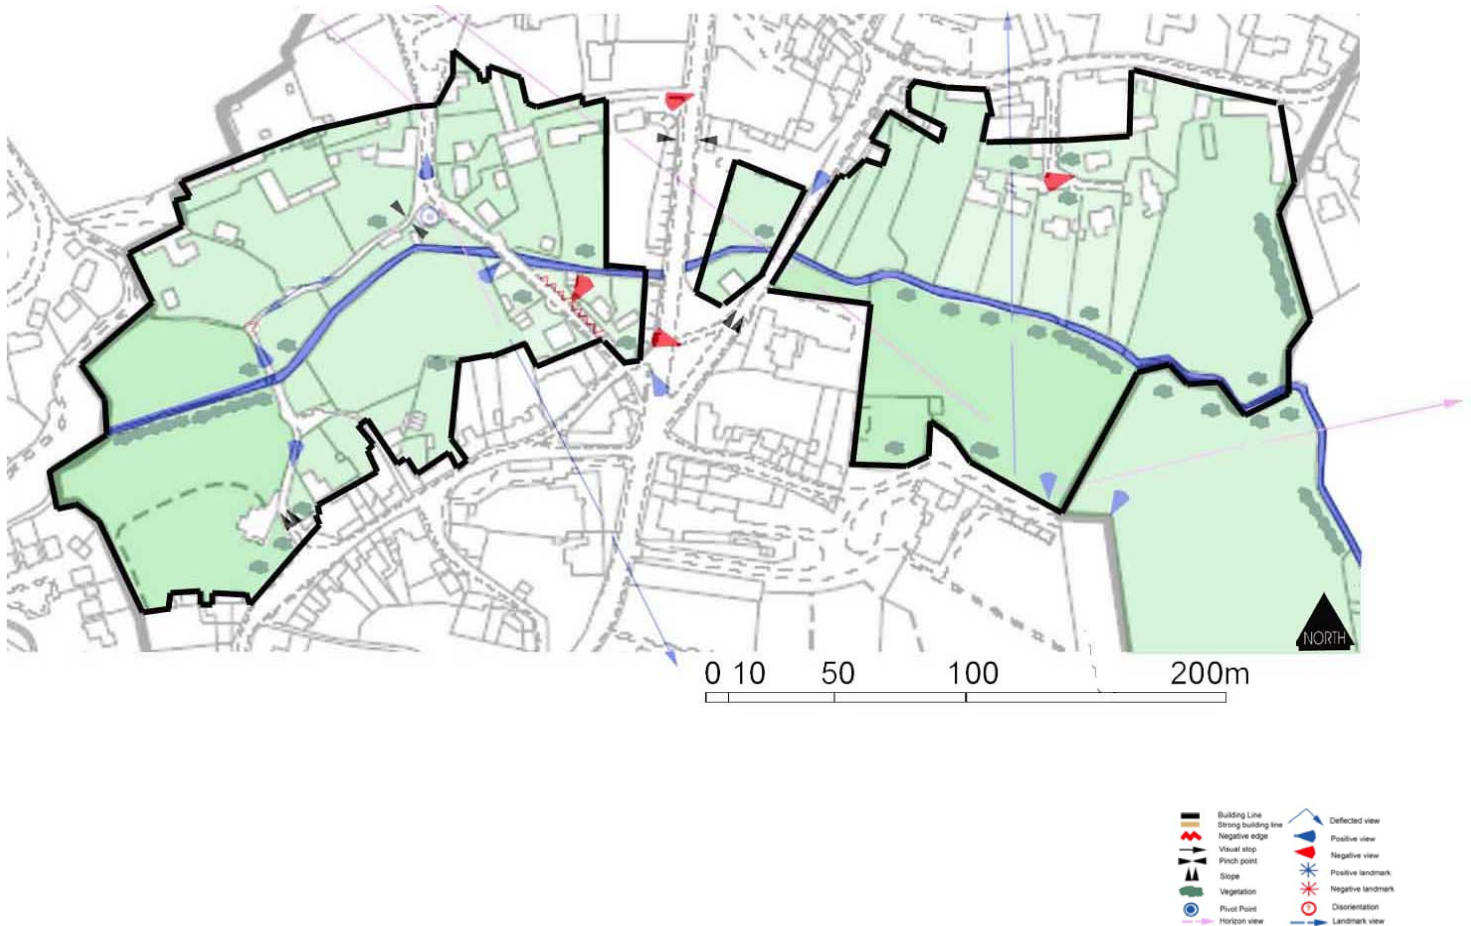 NORTH
0 10 50 100 200m
Building Line
Strong building line
Negative edge
Visual stop
Pinch point
Slope
Vegetation
Pivot Point
Horizon view
Deflected view
Positive view
Negative view
Positive landmark
Negative landmark
?
Disorientation
Landmark view